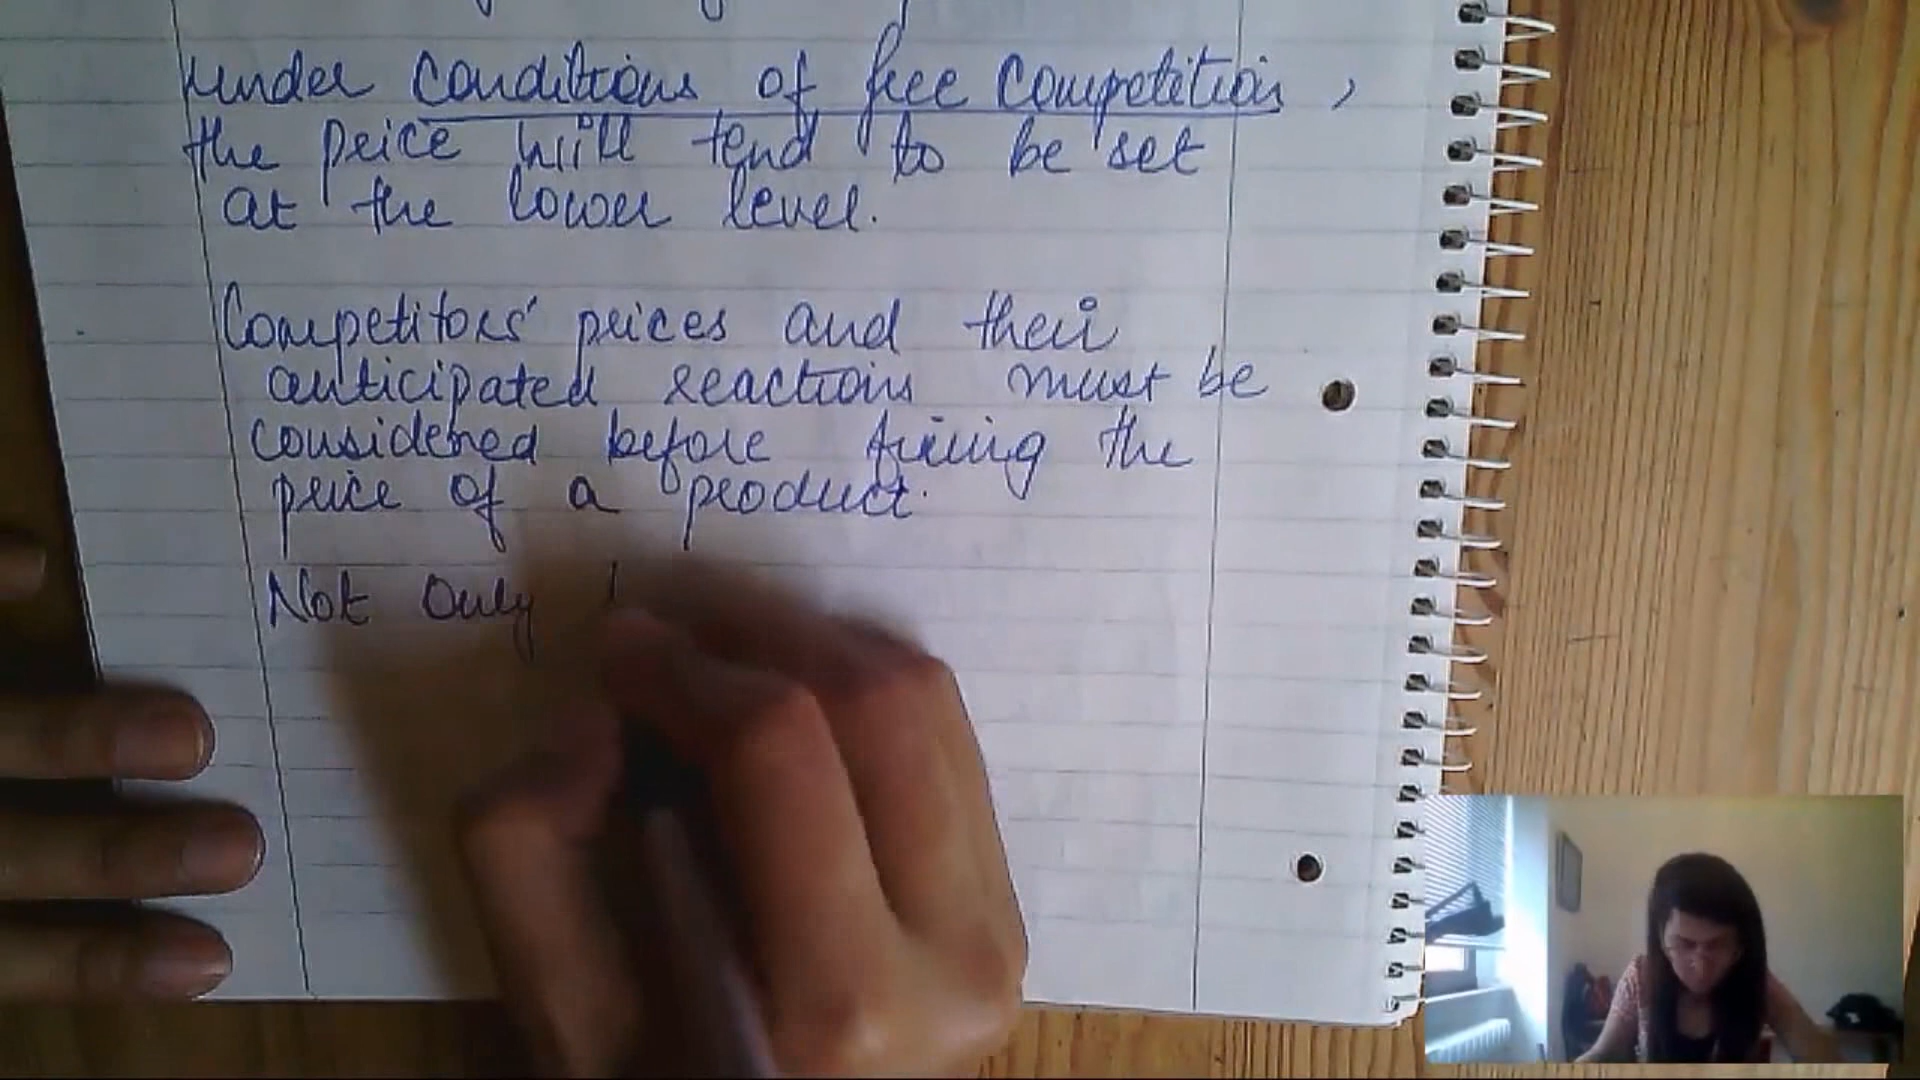 under conditions of free competition,
the price will tend to be set
at the lower level.
Competitors' prices and their
anticipated reactions must be
considered before fixing the
price of a product.
Not only